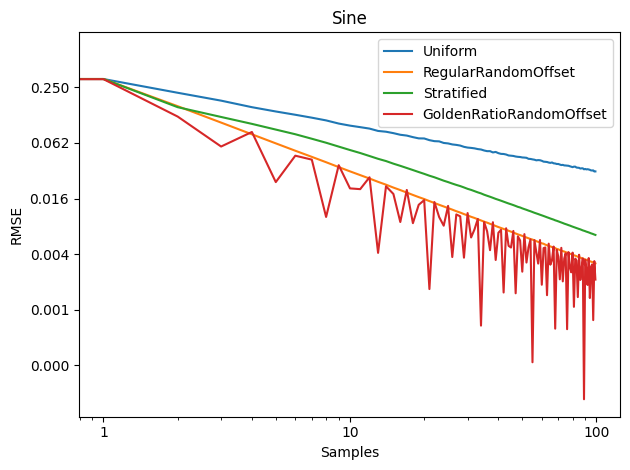 Sine
Uniform
RegularRandomOffset
Stratified
GoldenRatioRandomOffset
RMSE
0.250
0.062
0.016
0.004
0.001
0.000
1
10
100
Samples